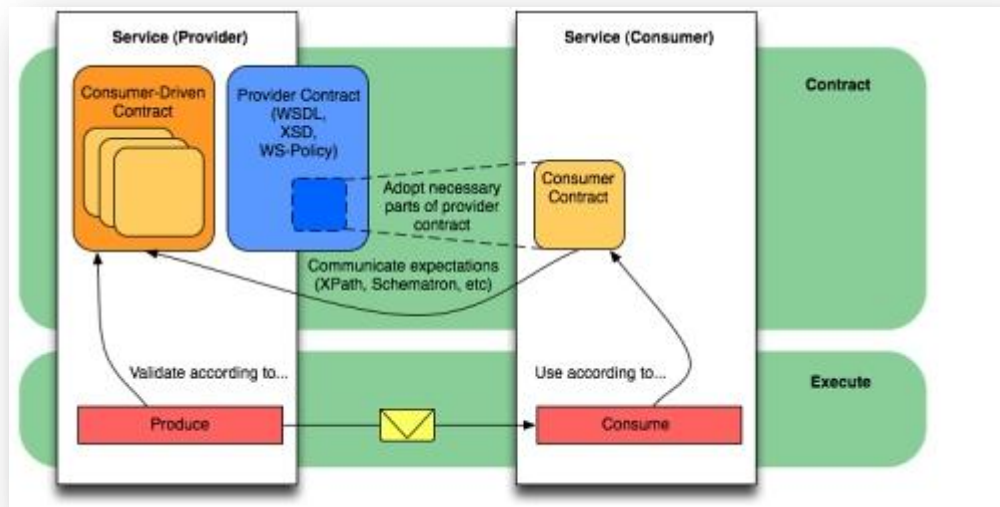 Service (Provider)
Service (Consumer)
Contract
Consumer-Driven
Contract
Provider Contract
(WSDL,
XSD,
WS-Policy)
Adopt necessary
parts of provider
contract
Consumer
Contract
Communicate expectations
(XPath, Schematron, etc)
Validate according to...
Use according to...
Execute
Produce
Consume